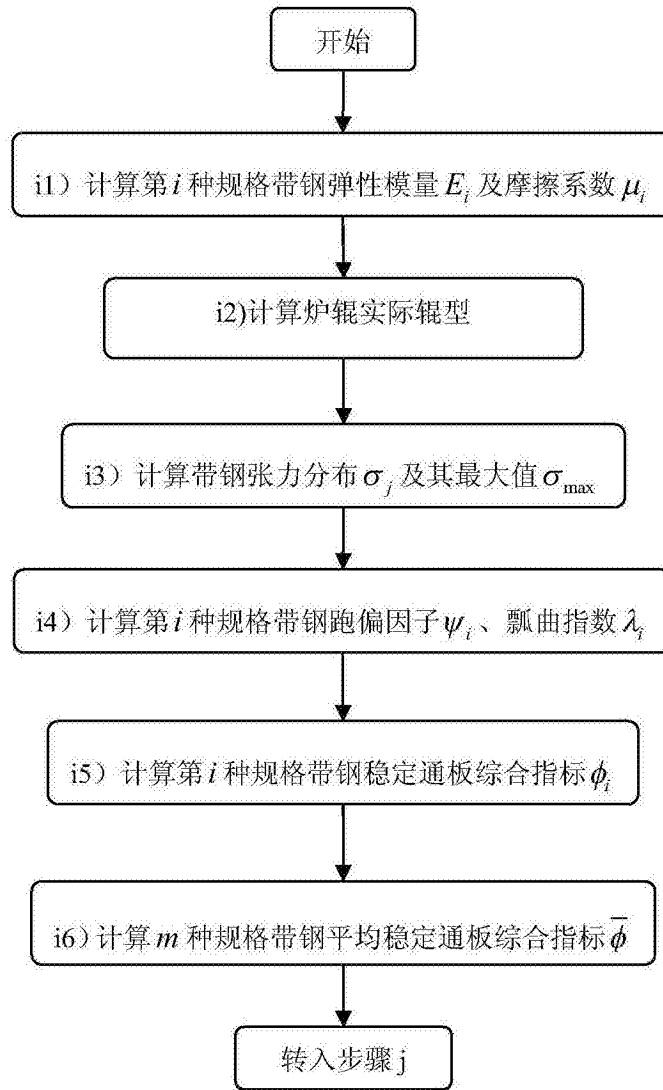 开始
i1）计算第i种规格带钢弹性模量E_i及摩擦系数μ_i
i2)计算炉辊实际辊型
i3）计算带钢张力分布σ_j及其最大值σ_max
i4）计算第i种规格带钢跑偏因子ψ_i、瓢曲指数λ_i
i5）计算第i种规格带钢稳定通板综合指标ϕ_i
i6）计算m种规格带钢平均稳定通板综合指标ϕ̅
转入步骤j